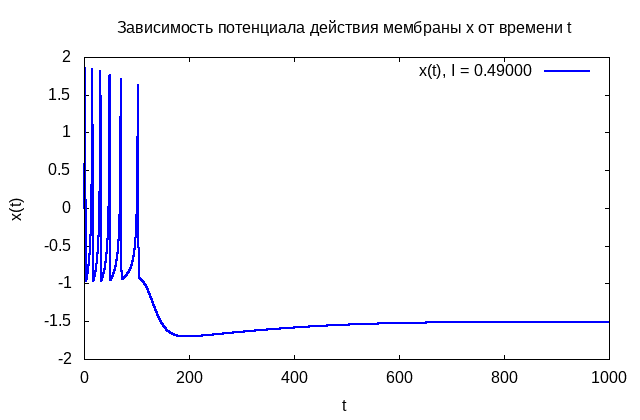 Зависимость потенциала действия мембраны x от времени t
x(t), I = 0.49000
2
1.5
1
0.5
0
-0.5
-1
-1.5
-2
x(t)
0 200 400 600 800 1000
t